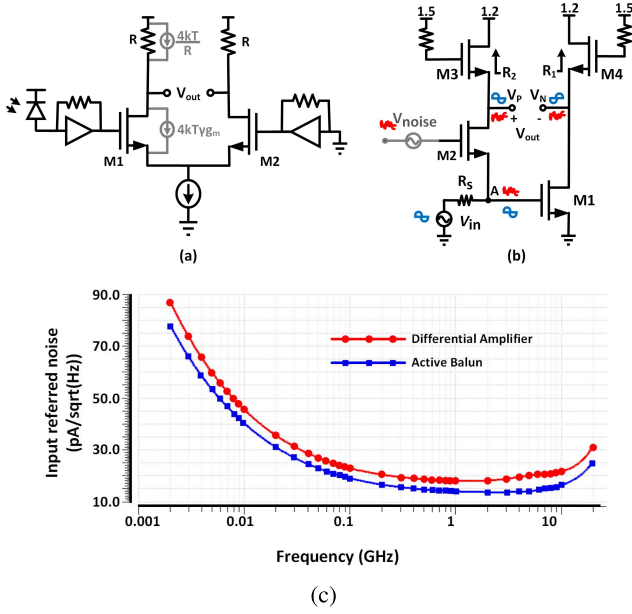 R
4kT
R
R
Vout
4kTγgm
M1
M2
(a)
1.5
1.2
1.2
1.5
M3
R2
R1
M4
VP
VN
+
-
Vout
Vnoise
M2
RS
A
Vin
M1
(b)
90.0
70.0
50.0
30.0
10.0
Input referred noise
(pA/sqrt(Hz))
Differential Amplifier
Active Balun
0.001
0.01
0.1
1
10
Frequency (GHz)
(c)